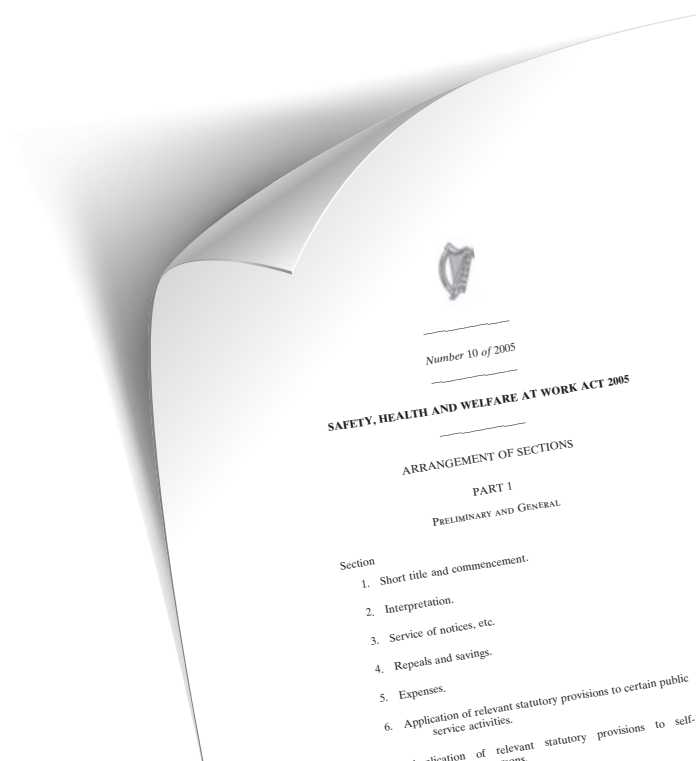 Number 10 of 2005
SAFETY, HEALTH AND WELFARE AT WORK ACT 2005
ARRANGEMENT OF SECTIONS
PART 1
Preliminary and General
Section
1. Short title and commencement.
2. Interpretation.
3. Service of notices, etc.
4. Repeals and savings.
5. Expenses.
6. Application of relevant statutory provisions to certain public
service activities.
of relevant statutory provisions to self-